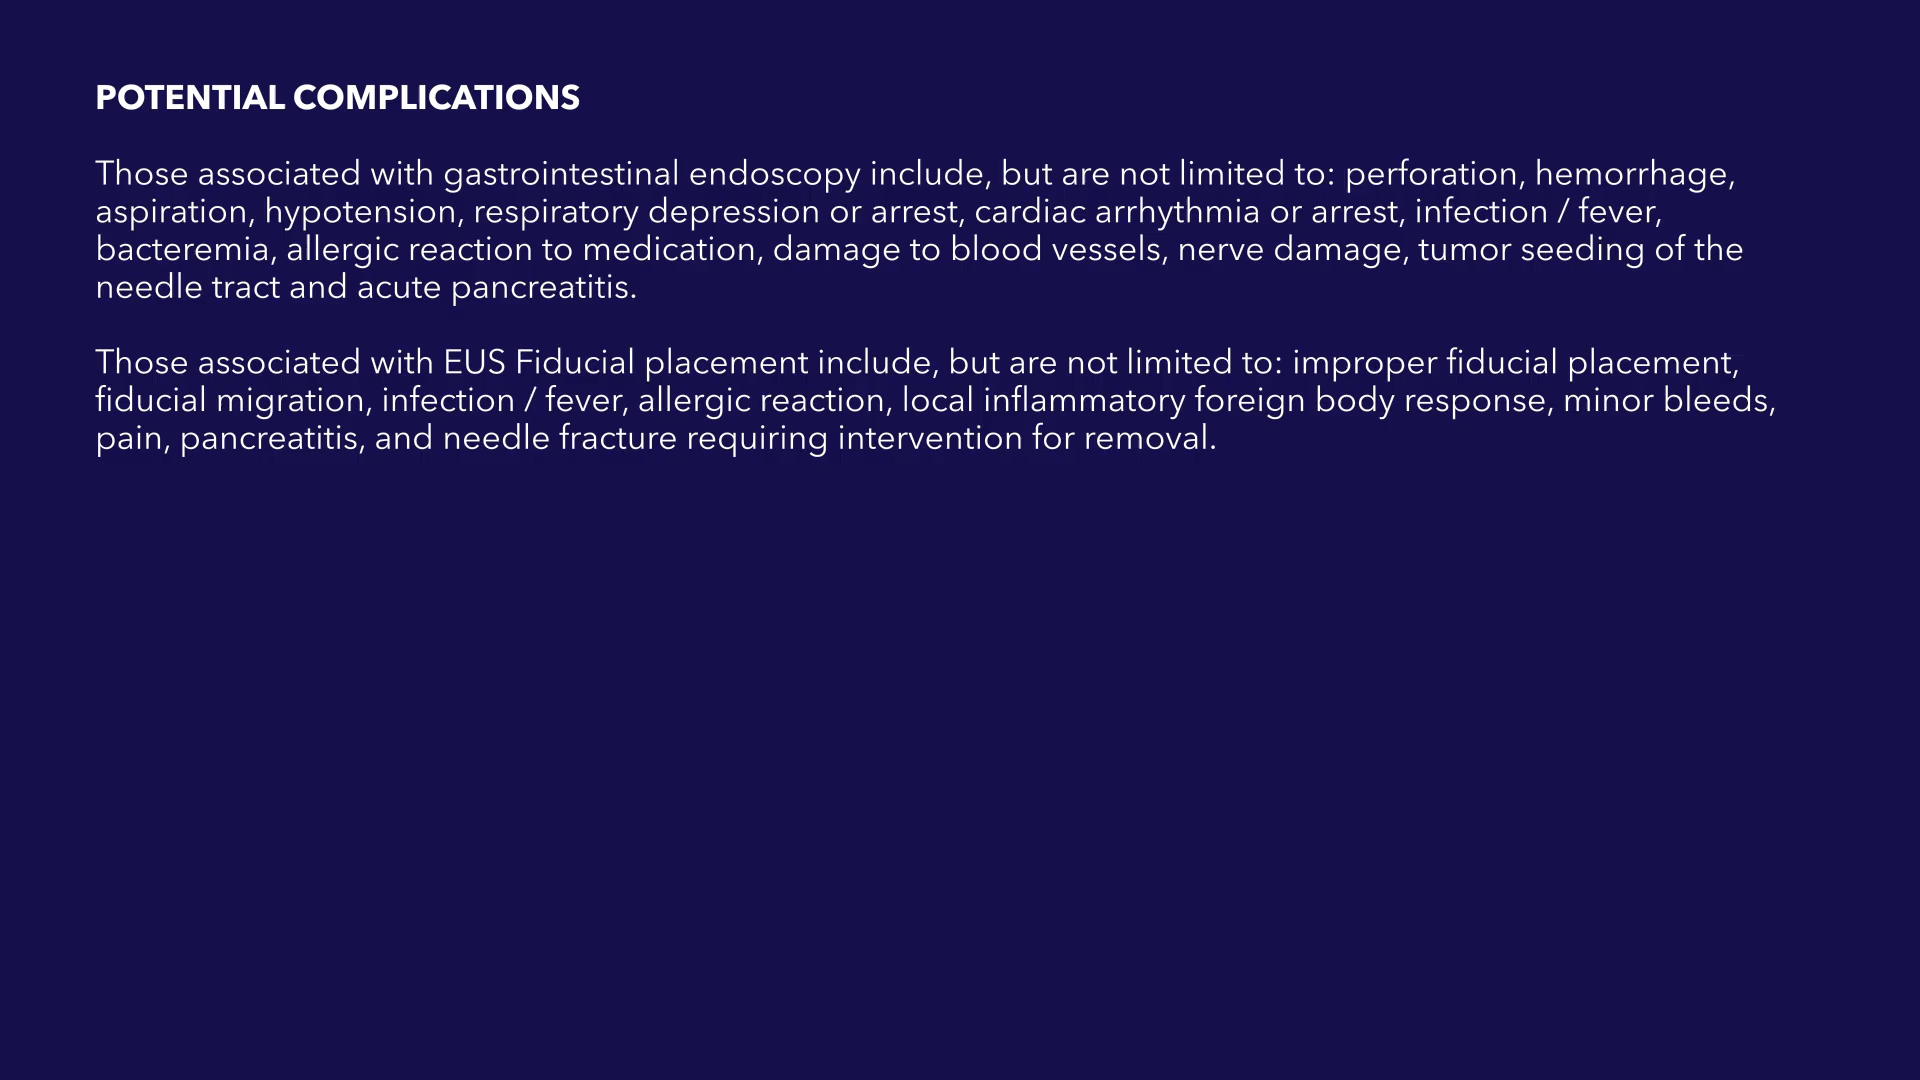 POTENTIAL COMPLICATIONS
Those associated with gastrointestinal endoscopy include, but are not limited to: perforation, hemorrhage,
aspiration, hypotension, respiratory depression or arrest, cardiac arrhythmia or arrest, infection / fever,
bacteremia, allergic reaction to medication, damage to blood vessels, nerve damage, tumor seeding of the
needle tract and acute pancreatitis.
Those associated with EUS Fiducial placement include, but are not limited to: improper fiducial placement,
fiducial migration, infection / fever, allergic reaction, local inflammatory foreign body response, minor bleeds,
pain, pancreatitis, and needle fracture requiring intervention for removal.